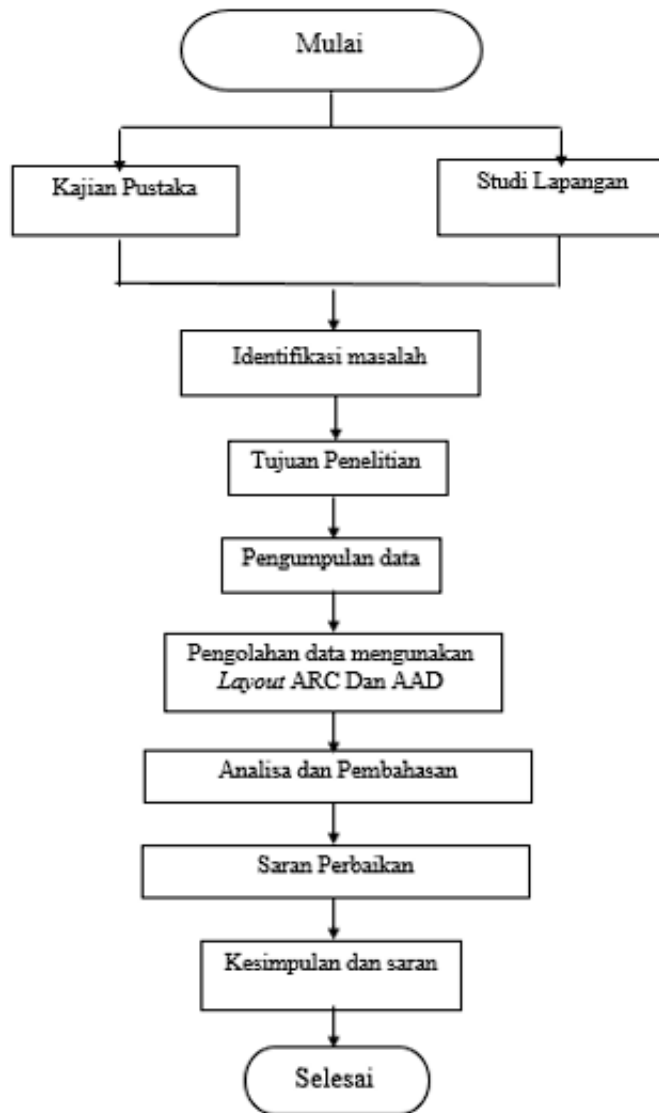 Mulai
Kajian Pustaka
Studi Lapangan
Identifikasi masalah
Tujuan Penelitian
Pengumpulan data
Pengolahan data mengunakan
Layout ARC Dan AAD
Analisa dan Pembahasan
Saran Perbaikan
Kesimpulan dan saran
Selesai